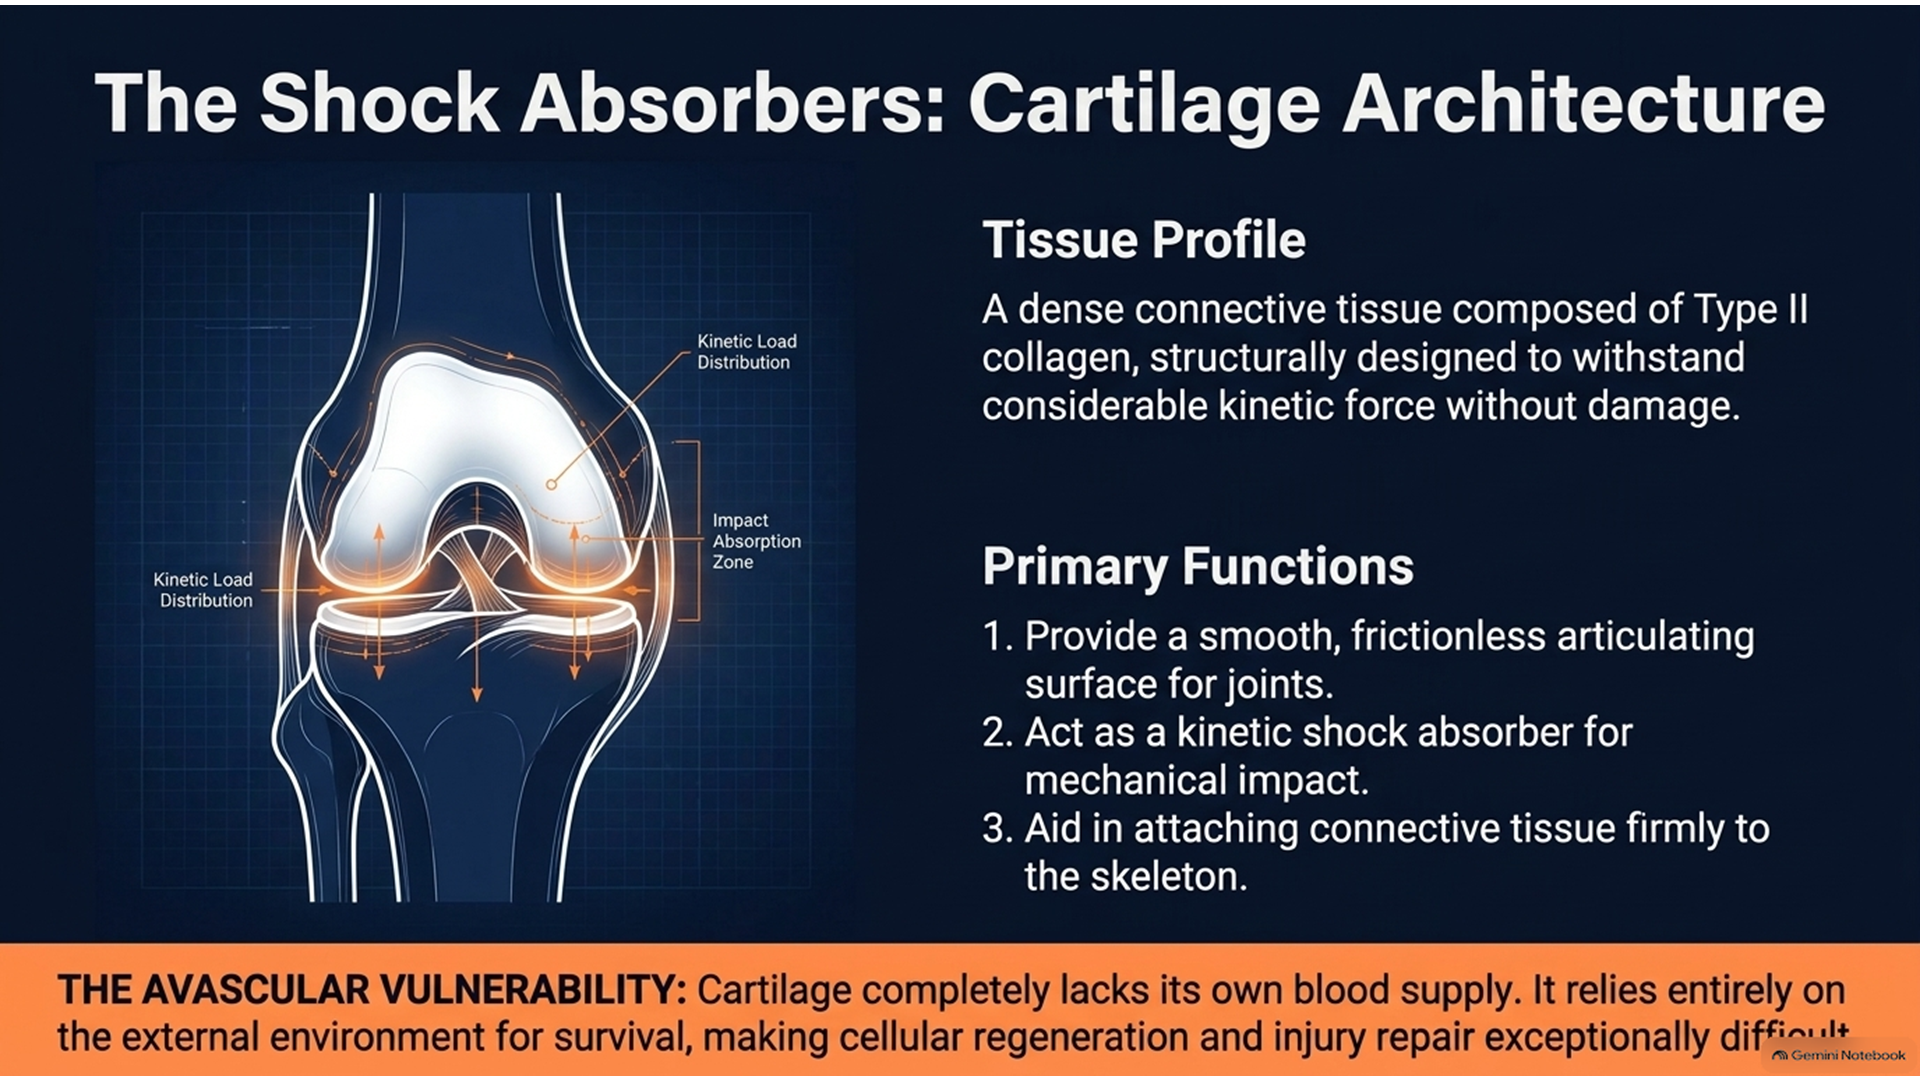 The Shock Absorbers: Cartilage Architecture
Kinetic Load
Distribution
Impact
Absorption
Zone
Kinetic Load
Distribution
Tissue Profile
A dense connective tissue composed of Type II
collagen, structurally designed to withstand
considerable kinetic force without damage.
Primary Functions
1. Provide a smooth, frictionless articulating
surface for joints.
2. Act as a kinetic shock absorber for
mechanical impact.
3. Aid in attaching connective tissue firmly to
the skeleton.
THE AVASCULAR VULNERABILITY: Cartilage completely lacks its own blood supply. It relies entirely on
the external environment for survival, making cellular regeneration and injury repair exceptionally difficult
Gemini Notebook